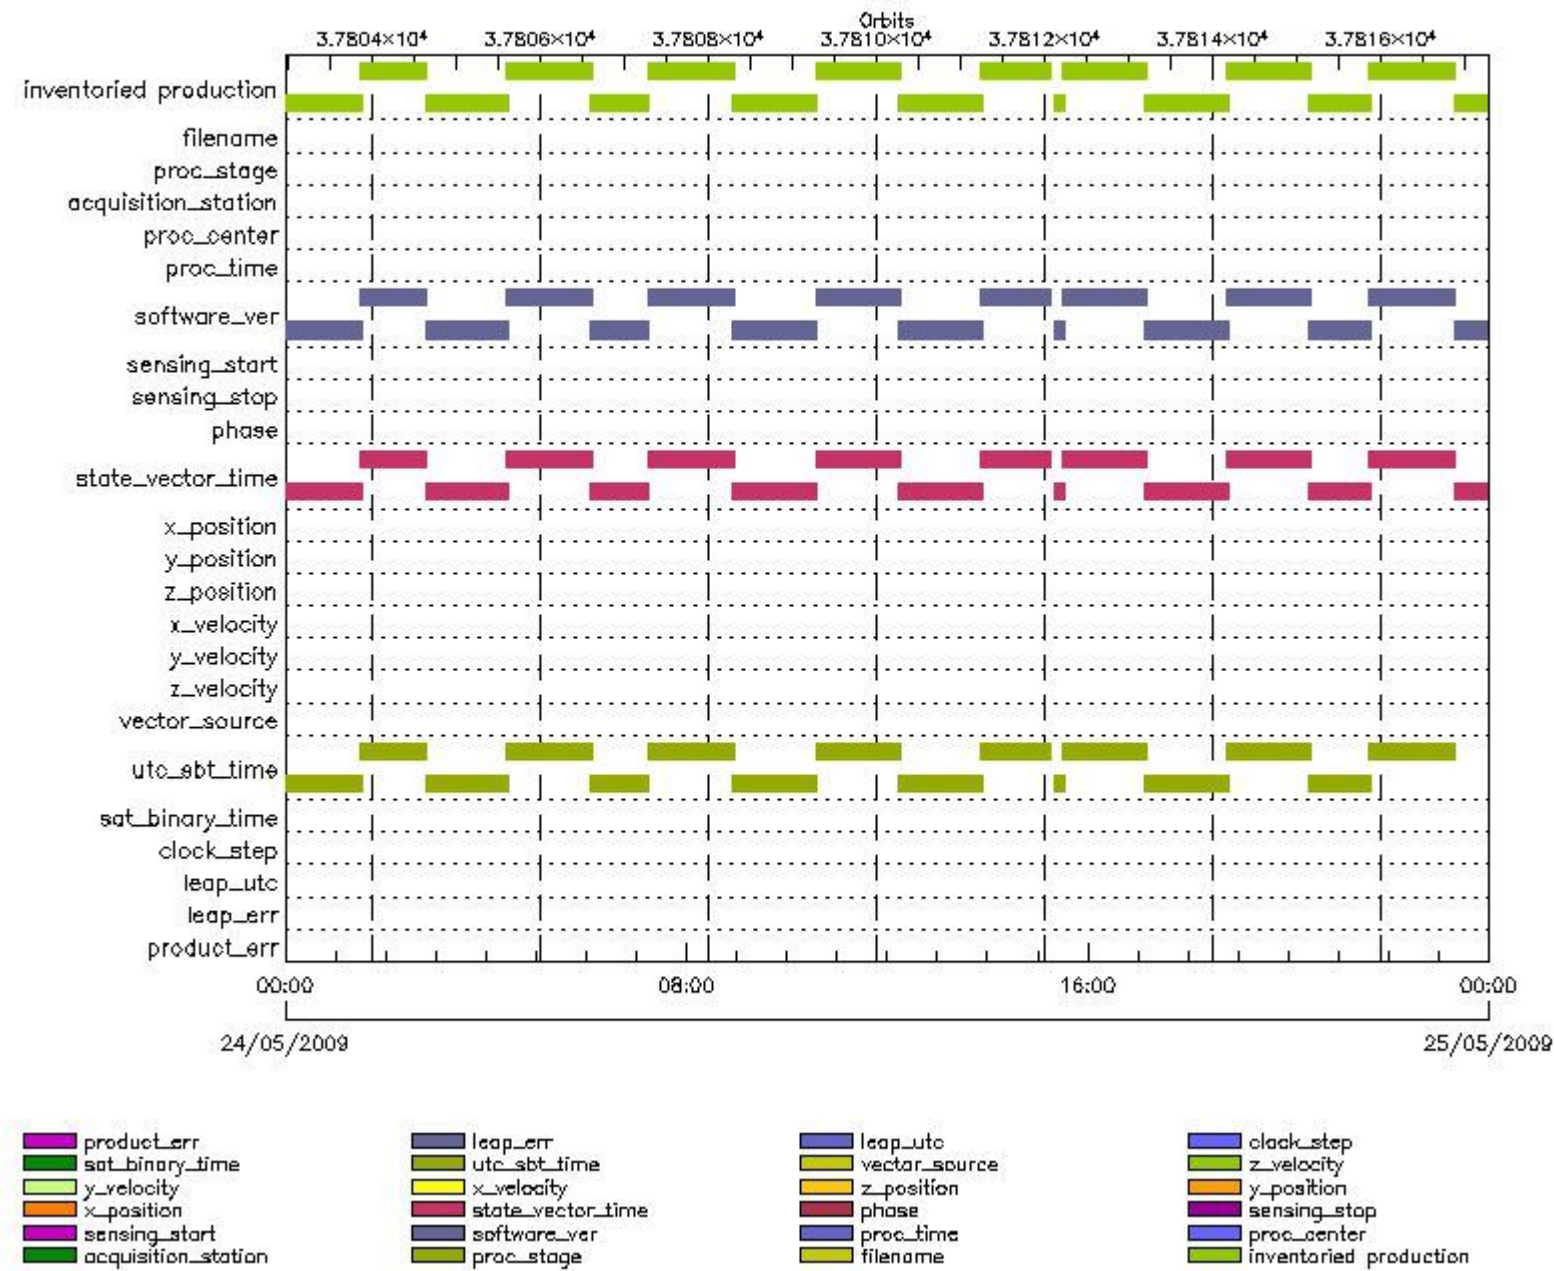 Orbits
3.7804×10⁴ 3.7806×10⁴ 3.7808×10⁴ 3.7810×10⁴ 3.7812×10⁴ 3.7814×10⁴ 3.7816×10⁴
inventoried production
filename
proc_stage
acquisition_station
proc_center
proc_time
software_ver
sensing_start
sensing_stop
phase
state_vector_time
x_position
y_position
z_position
x_velocity
y_velocity
z_velocity
vector_source
utc_sbt_time
sat_binary_time
clock_step
leap_utc
leap_err
product_err
00:00 08:00 16:00 00:00
24/05/2009 25/05/2009
product_err leap_err leap_utc clock_step
sat_binary_time utc_sbt_time vector_source z_velocity
y_velocity x_velocity z_position y_position
x_position state_vector_time phase sensing_stop
sensing_start software_ver proc_time proc_center
acquisition_station proc_stage filename inventoried production